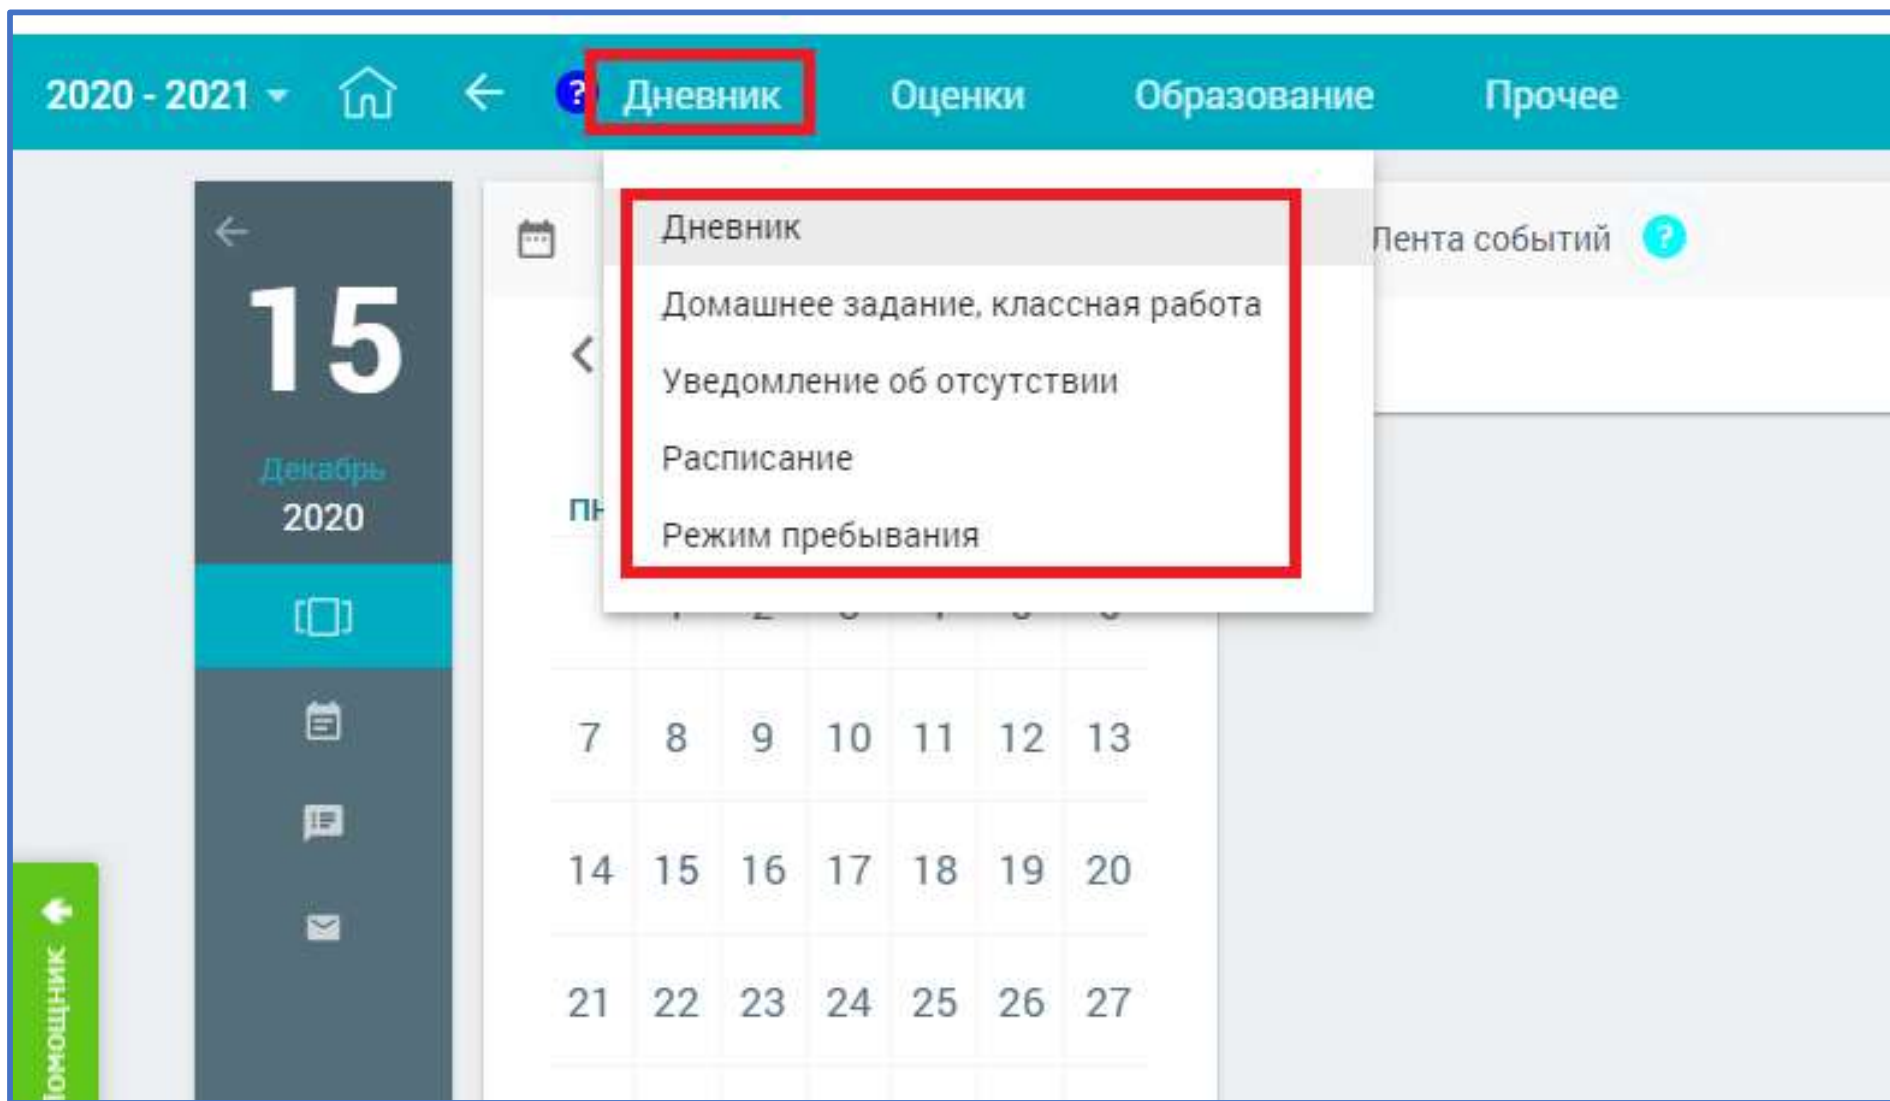 2020 - 2021 ? Дневник Оценки Образование Прочее
15
Декабрь
2020
Дневник
Домашнее задание, классная работа
Уведомление об отсутствии
Расписание
Режим пребывания
Лента событий ?
7 8 9 10 11 12 13
14 15 16 17 18 19 20
21 22 23 24 25 26 27